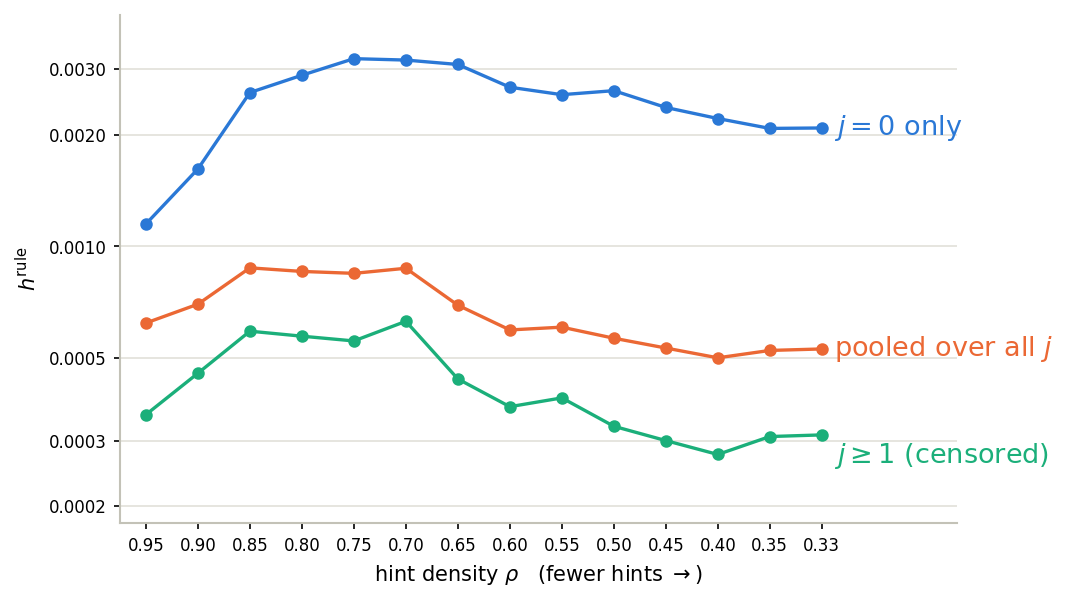 0.0030
0.0020
0.0010
0.0005
0.0003
0.0002
h^rule
j = 0 only
pooled over all j
j ≥ 1 (censored)
0.95 0.90 0.85 0.80 0.75 0.70 0.65 0.60 0.55 0.50 0.45 0.40 0.35 0.33
hint density ρ (fewer hints →)